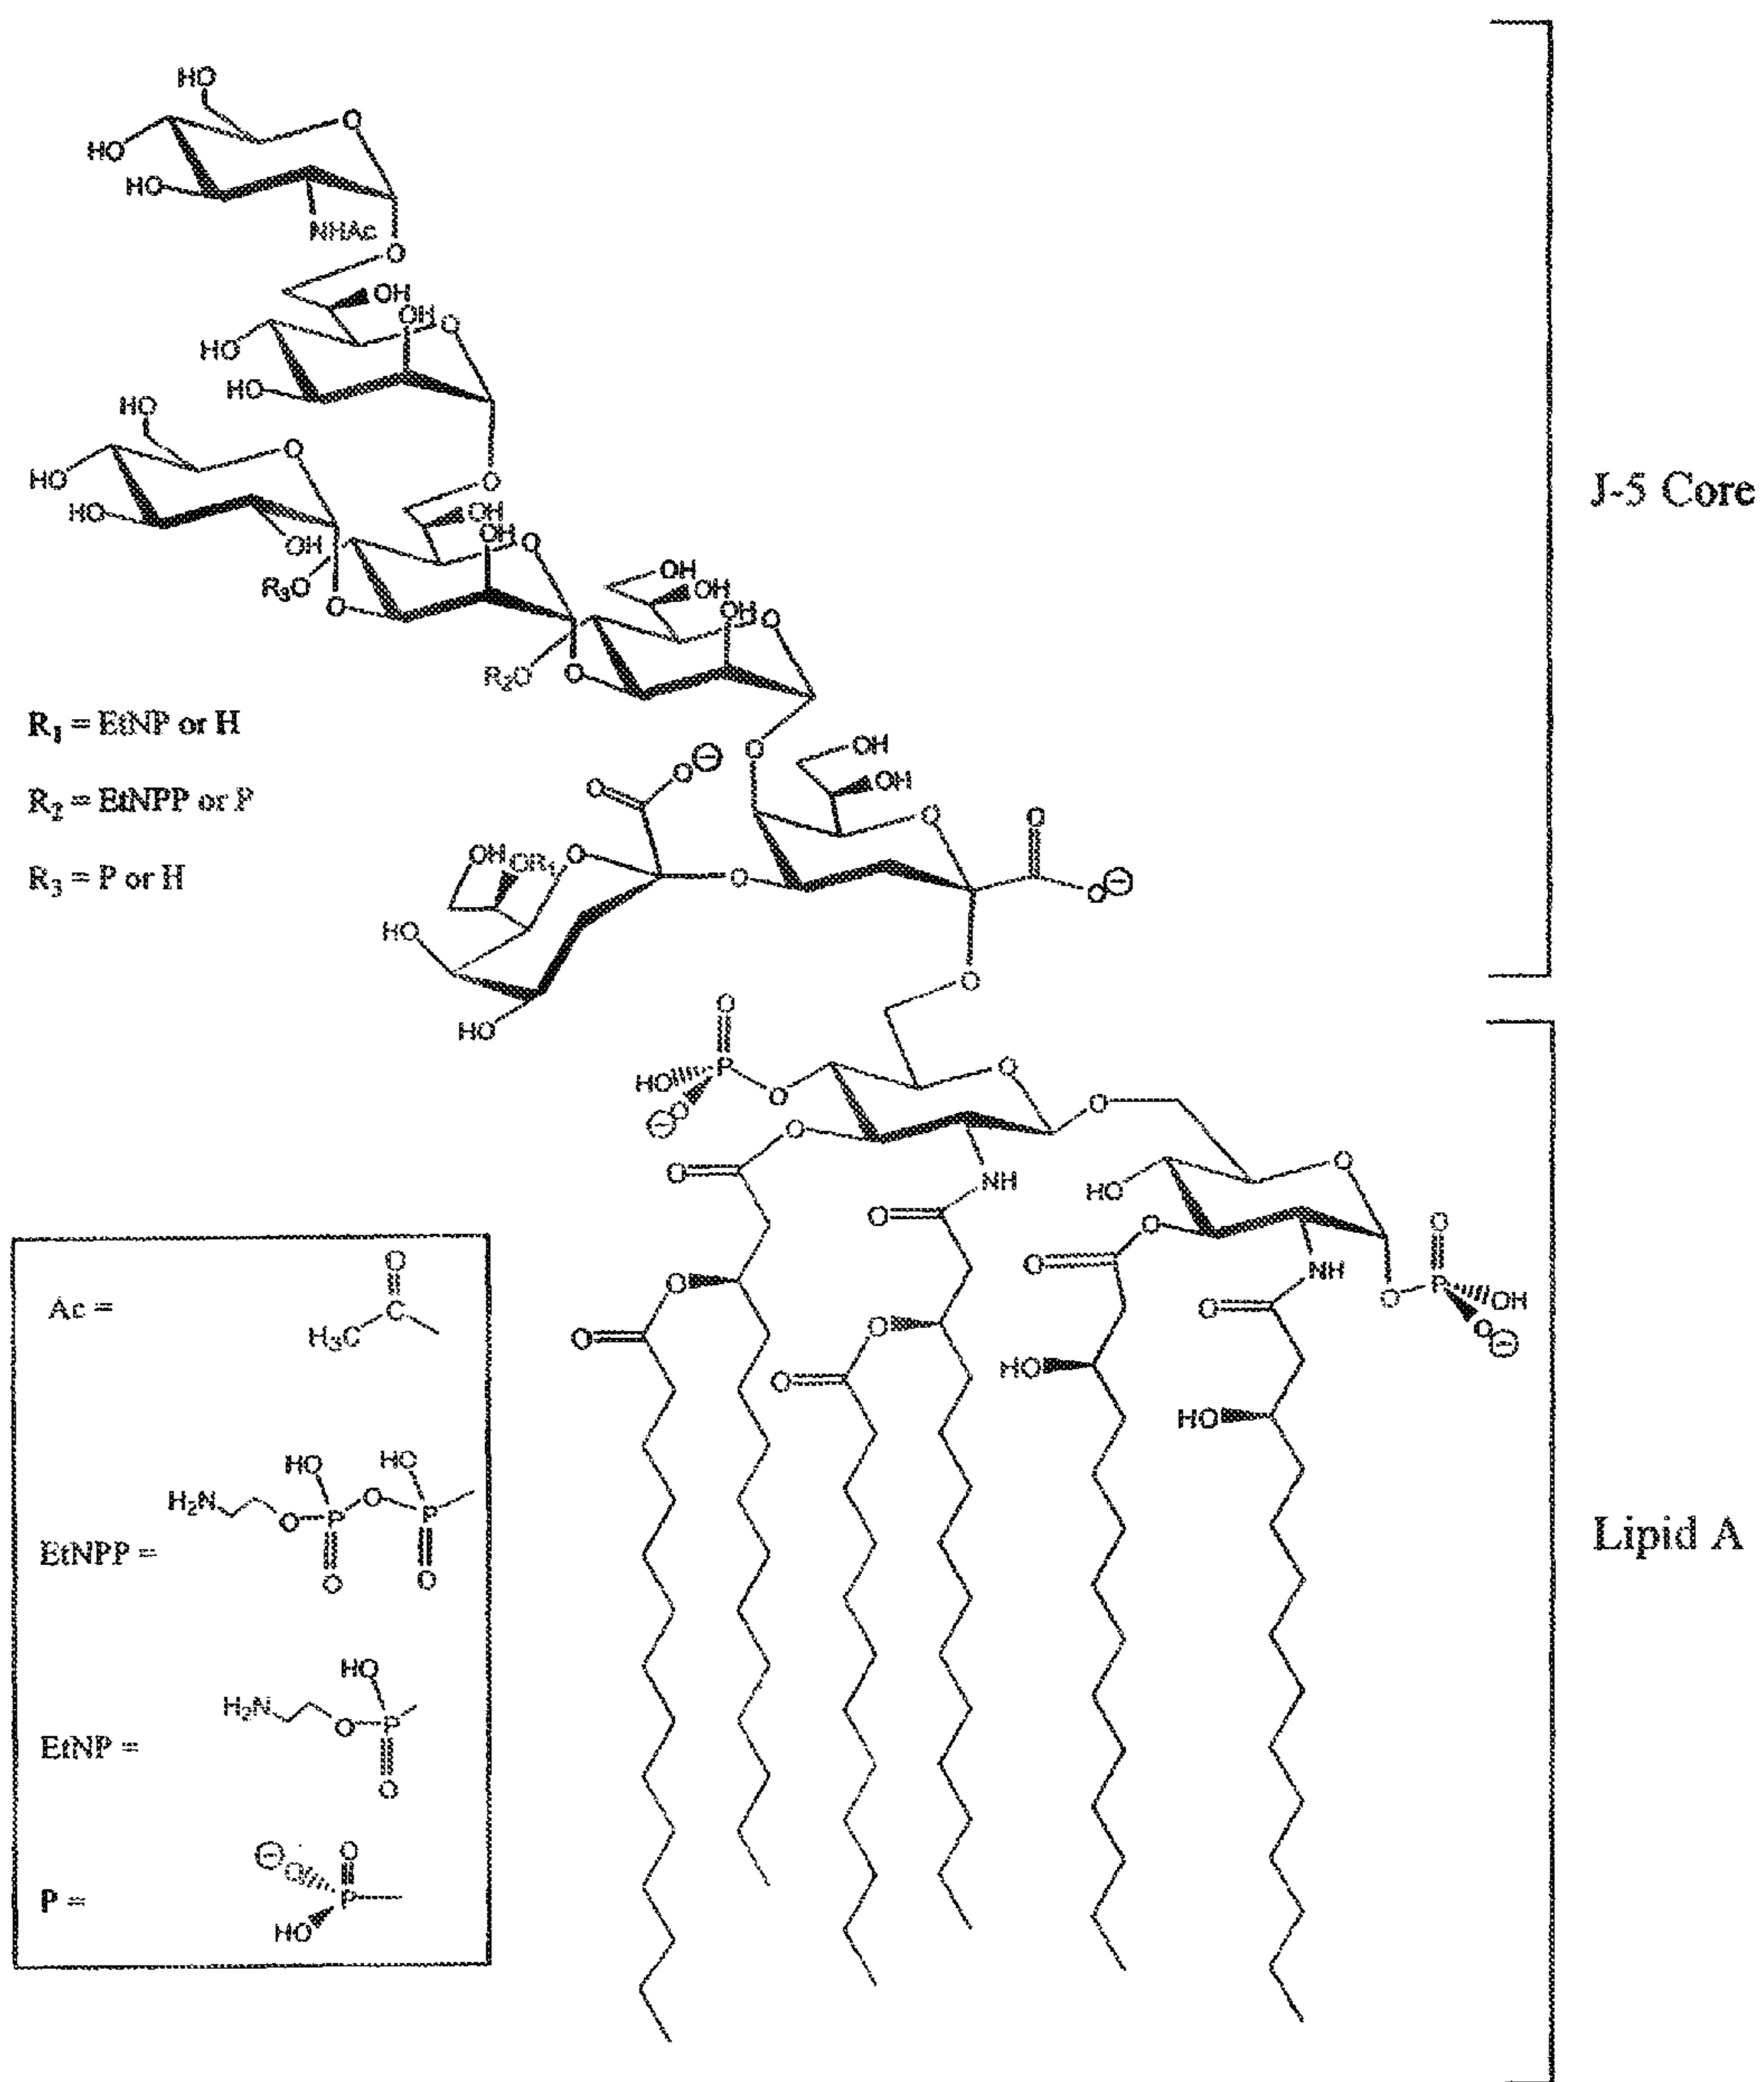 HO
O
HO
HO
NHAc
O
OH
OH
O
HO
HO
HO
O
HO
O
HO
OH
OH
O
OH
R₃O
O
OH
OH
OH
O
R₂O
O
R₁ = EtNP or H
R₂ = EtNPP or P
R₃ = P or H
J-5 Core
O
OH
O
O⊖
OH
O
O
OH
OR₁
O
O
O⊖
HO
O
HO
O
HO
P
O
O⊖
O
O
O
O
NH
O
HO
O
O
O
O
NH
O
P
OH
O⊖
O
O
O
O
O
O
HO
HO
Ac =
O
H₃C
C
EtNPP =
HO
HO
H₂N
O
P
O
P
O
O
EtNP =
HO
H₂N
O
P
O
P =
⊖O
O
P
HO
Lipid A